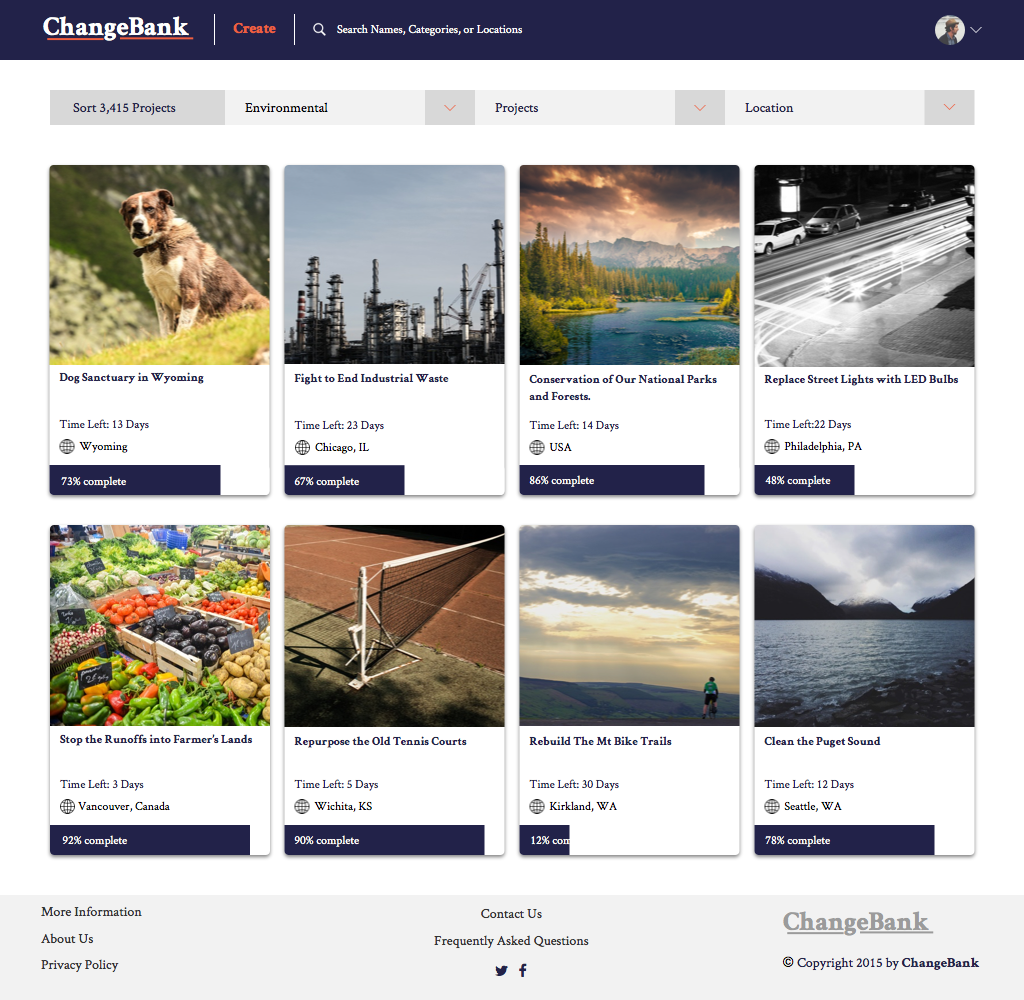 ChangeBank
Create
Search Names, Categories, or Locations
Sort 3,415 Projects
Environmental
Projects
Location
Dog Sanctuary in Wyoming
Time Left: 13 Days
Wyoming
73% complete
Fight to End Industrial Waste
Time Left: 23 Days
Chicago, IL
67% complete
Conservation of Our National Parks
and Forests.
Time Left: 14 Days
USA
86% complete
Replace Street Lights with LED Bulbs
Time Left:22 Days
Philadelphia, PA
48% complete
Stop the Runoffs into Farmer's Lands
Time Left: 3 Days
Vancouver, Canada
92% complete
Repurpose the Old Tennis Courts
Time Left: 5 Days
Wichita, KS
90% complete
Rebuild The Mt Bike Trails
Time Left: 30 Days
Kirkland, WA
12% com
Clean the Puget Sound
Time Left: 12 Days
Seattle, WA
78% complete
More Information
About Us
Privacy Policy
Contact Us
Frequently Asked Questions
ChangeBank
© Copyright 2015 by ChangeBank